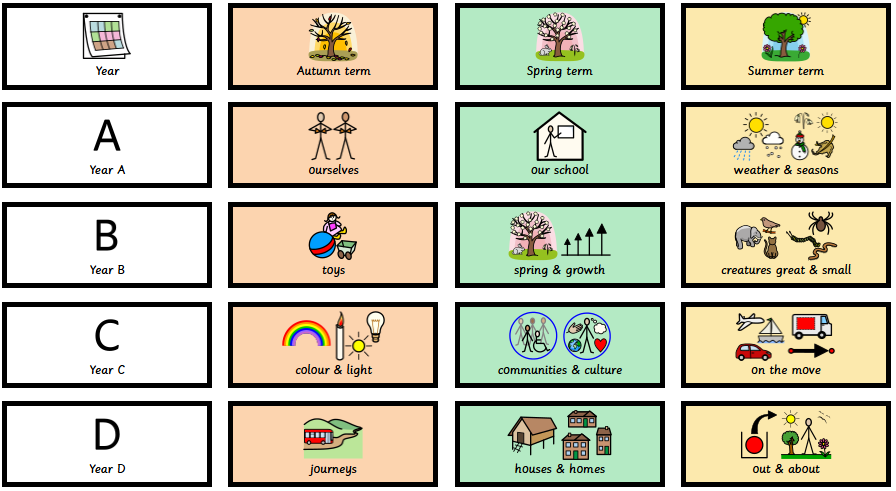 Year
Autumn term
Spring term
Summer term
A
Year A
ourselves
our school
weather & seasons
B
Year B
toys
spring & growth
creatures great & small
C
Year C
colour & light
communities & culture
on the move
D
Year D
journeys
houses & homes
out & about